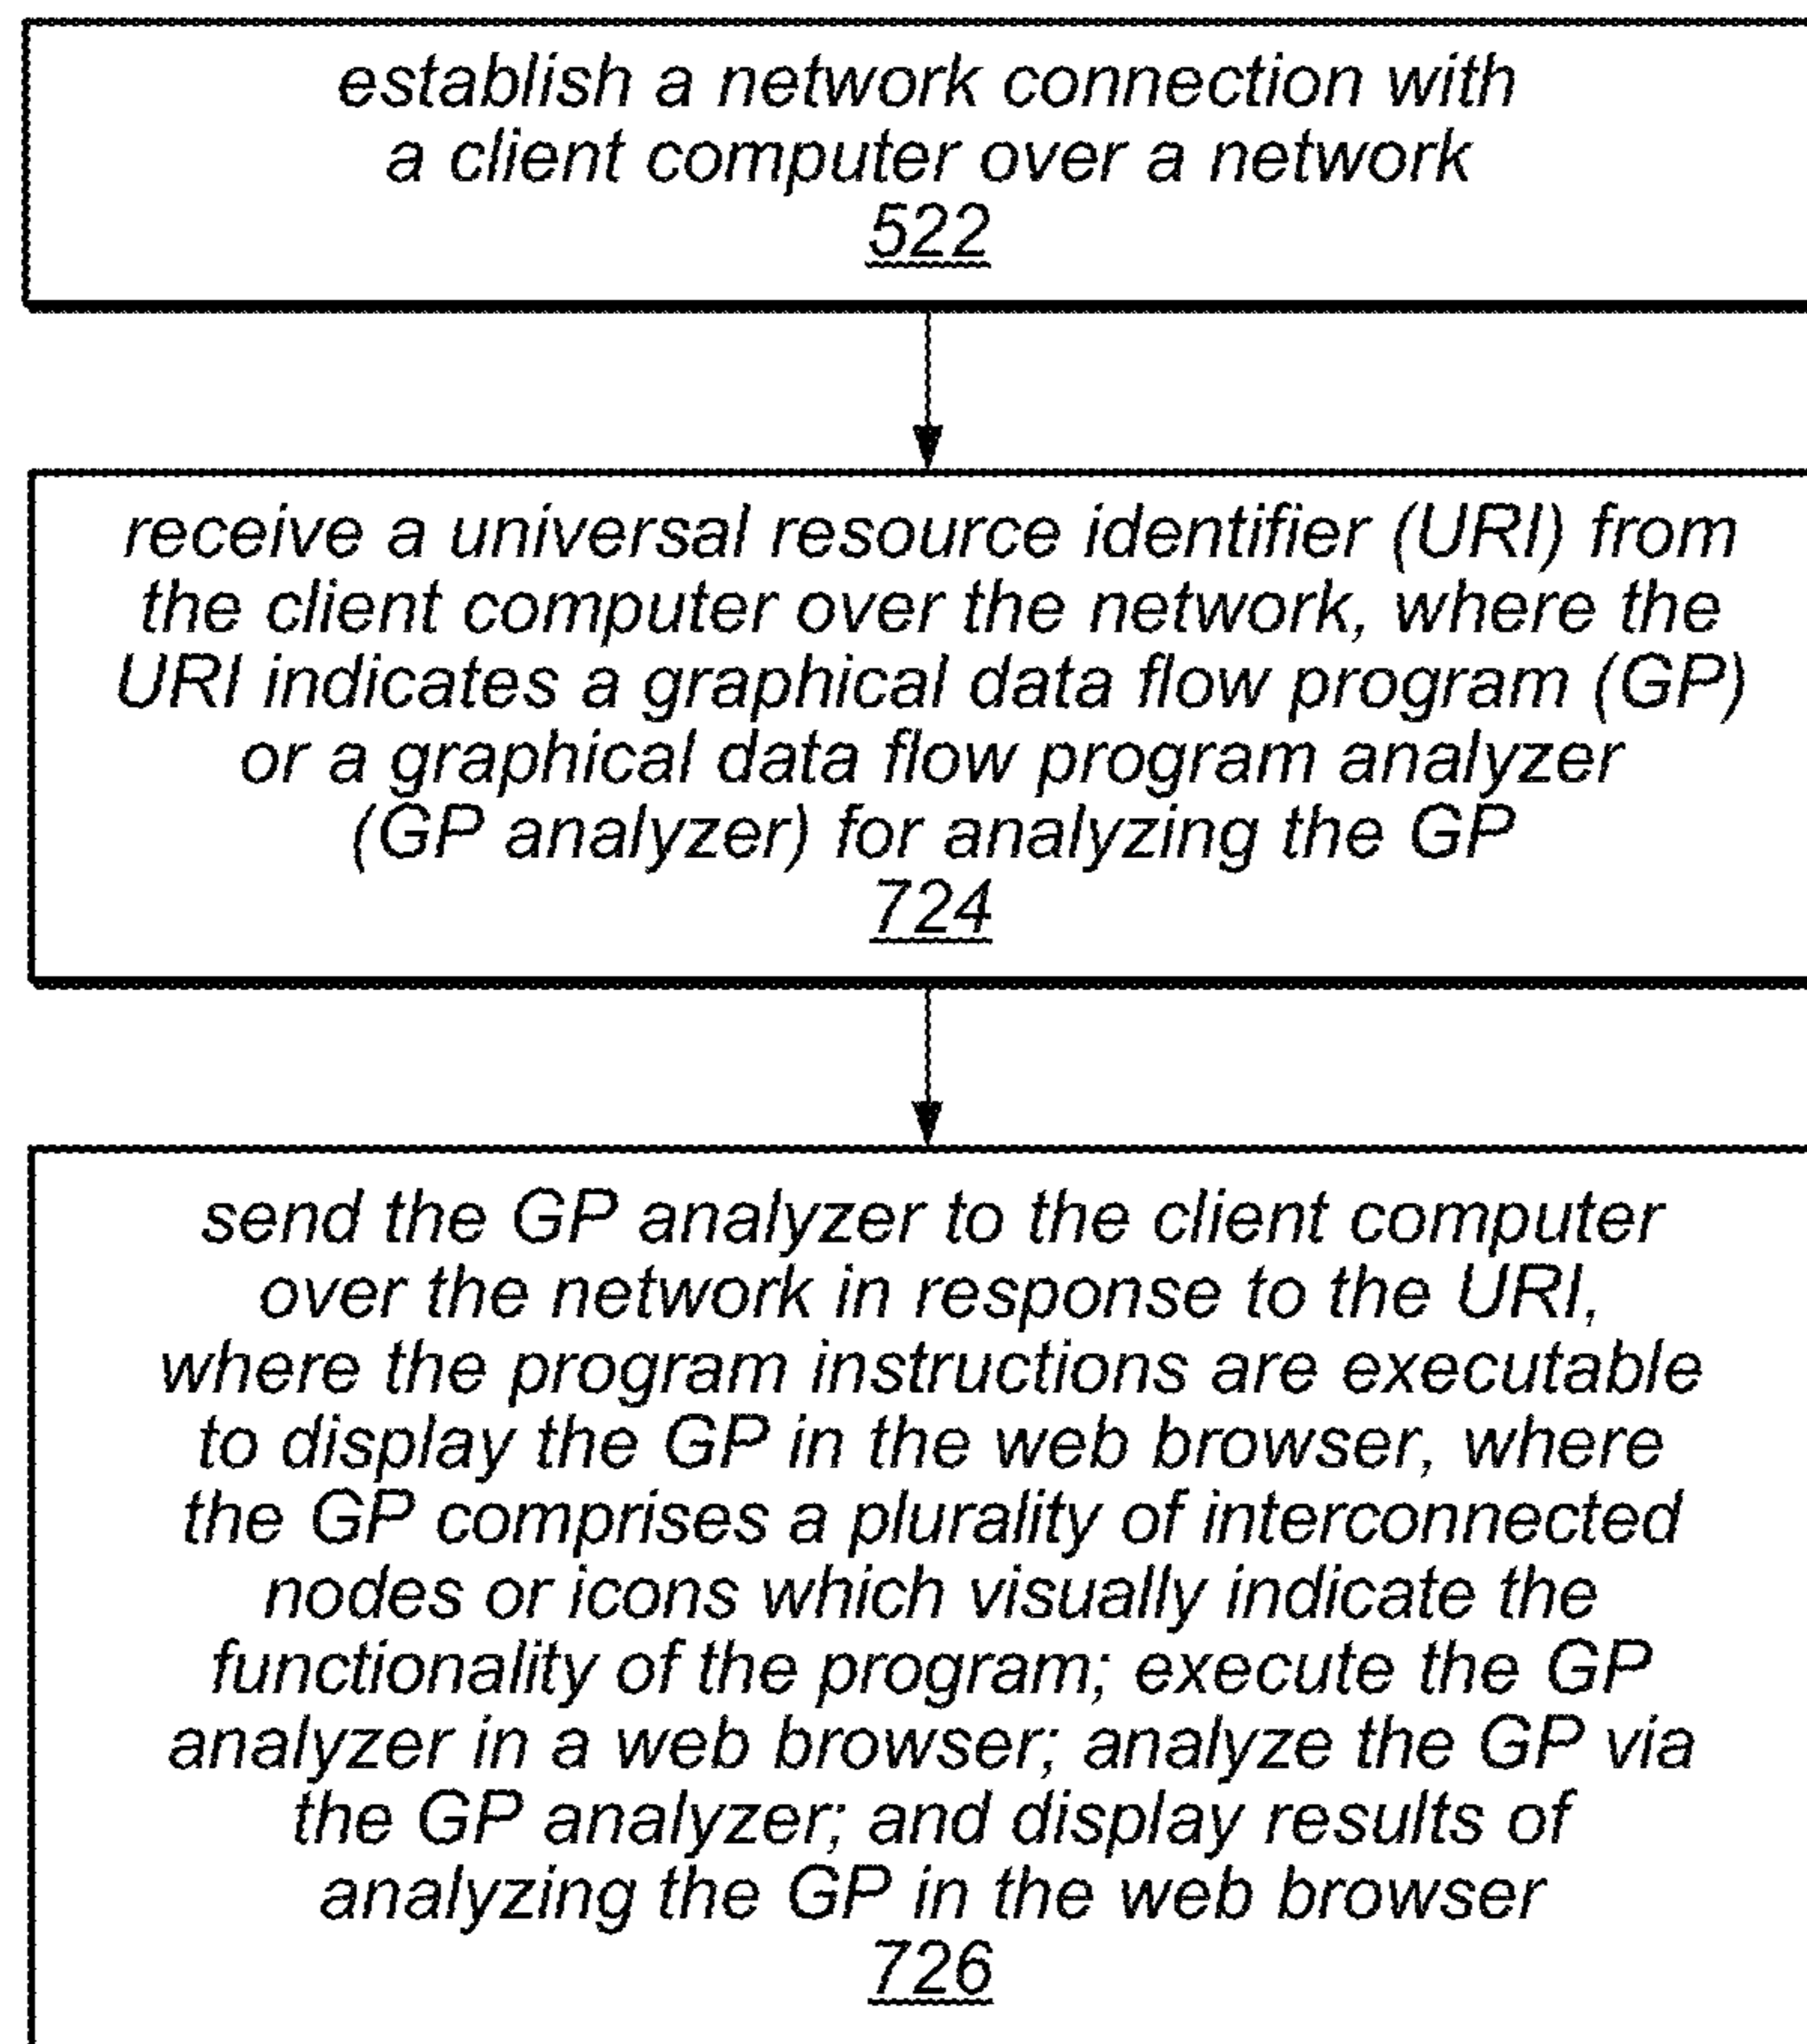 establish a network connection with
a client computer over a network
522
receive a universal resource identifier (URI) from
the client computer over the network, where the
URI indicates a graphical data flow program (GP)
or a graphical data flow program analyzer
(GP analyzer) for analyzing the GP
724
send the GP analyzer to the client computer
over the network in response to the URI,
where the program instructions are executable
to display the GP in the web browser, where
the GP comprises a plurality of interconnected
nodes or icons which visually indicate the
functionality of the program; execute the GP
analyzer in a web browser; analyze the GP via
the GP analyzer; and display results of
analyzing the GP in the web browser
726